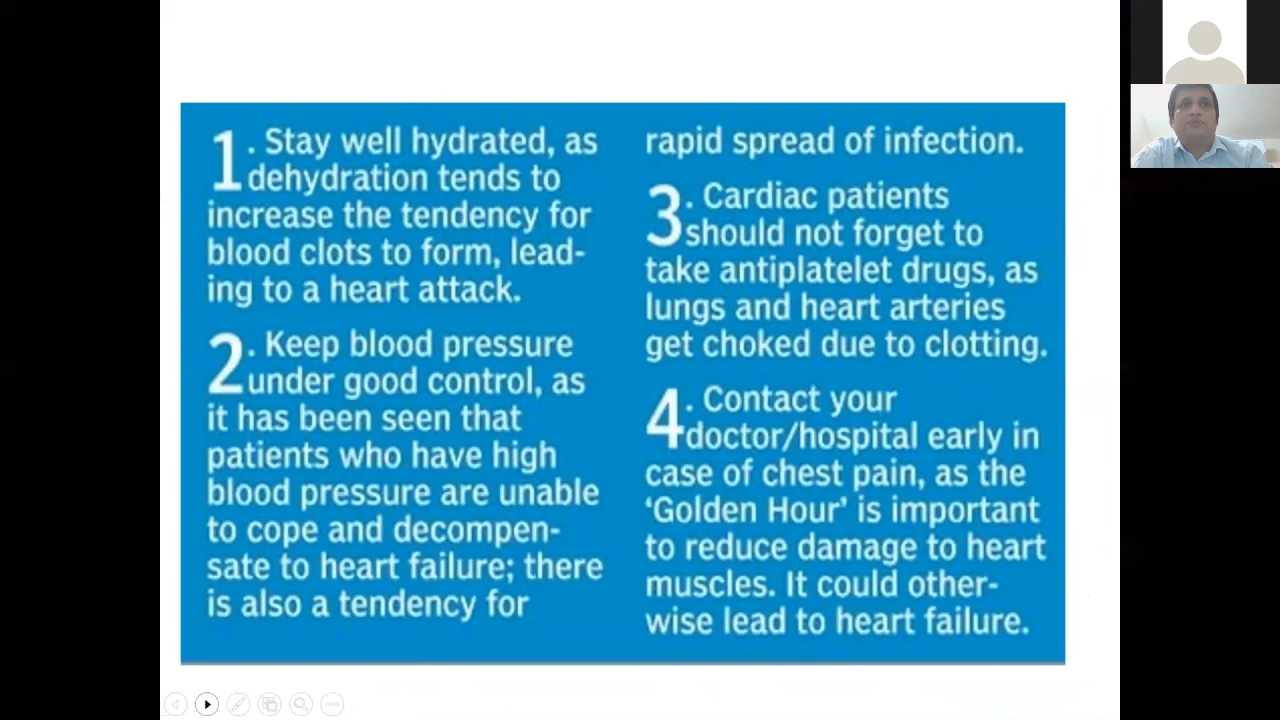 1. Stay well hydrated, as
dehydration tends to
increase the tendency for
blood clots to form, lead-
ing to a heart attack.
2. Keep blood pressure
under good control, as
it has been seen that
patients who have high
blood pressure are unable
to cope and decompen-
sate to heart failure; there
is also a tendency for
rapid spread of infection.
3. Cardiac patients
should not forget to
take antiplatelet drugs, as
lungs and heart arteries
get choked due to clotting.
4. Contact your
doctor/hospital early in
case of chest pain, as the
‘Golden Hour’ is important
to reduce damage to heart
muscles. It could other-
wise lead to heart failure.